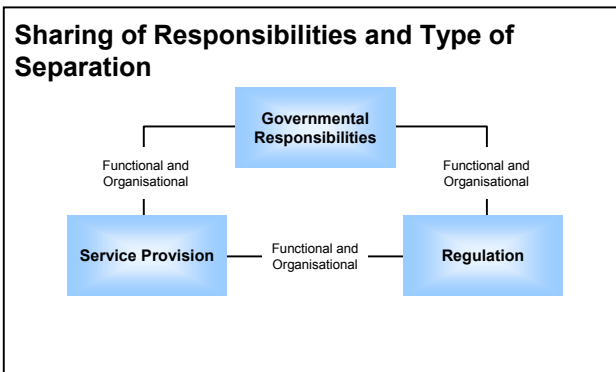 Sharing of Responsibilities and Type of
Separation
Governmental
Responsibilities
Functional and
Organisational
Functional and
Organisational
Service Provision
Functional and
Organisational
Regulation